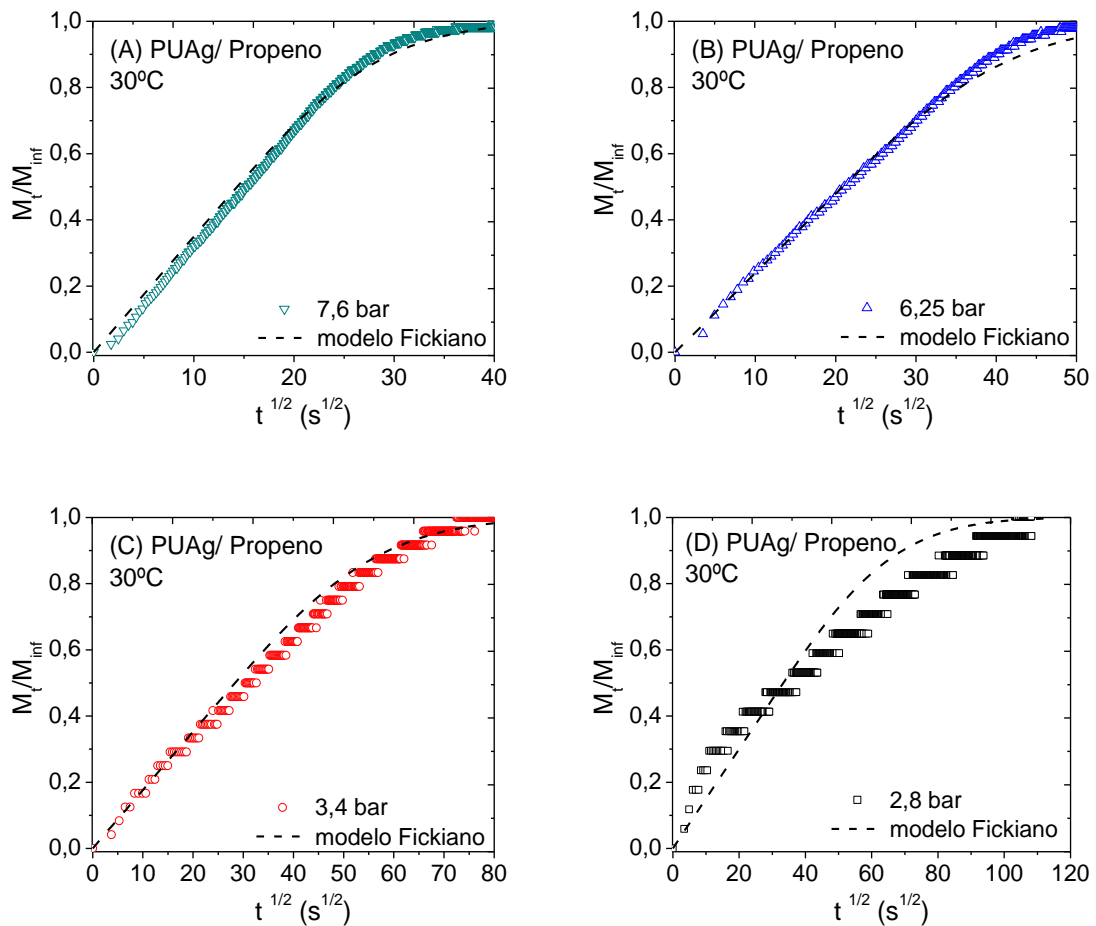 1,0
0,8
0,6
0,4
0,2
0,0
M_t/M_inf
(A) PUAg/ Propeno
30ºC
7,6 bar
modelo Fickiano
0 10 20 30 40
t ^1/2 (s^1/2)
1,0
0,8
0,6
0,4
0,2
0,0
M_t/M_inf
(B) PUAg/ Propeno
30ºC
6,25 bar
modelo Fickiano
0 10 20 30 40 50
t ^1/2 (s^1/2)
1,0
0,8
0,6
0,4
0,2
0,0
M_t/M_inf
(C) PUAg/ Propeno
30ºC
3,4 bar
modelo Fickiano
0 10 20 30 40 50 60 70 80
t ^1/2 (s^1/2)
1,0
0,8
0,6
0,4
0,2
0,0
M_t/M_inf
(D) PUAg/ Propeno
30ºC
2,8 bar
modelo Fickiano
0 20 40 60 80 100 120
t ^1/2 (s^1/2)